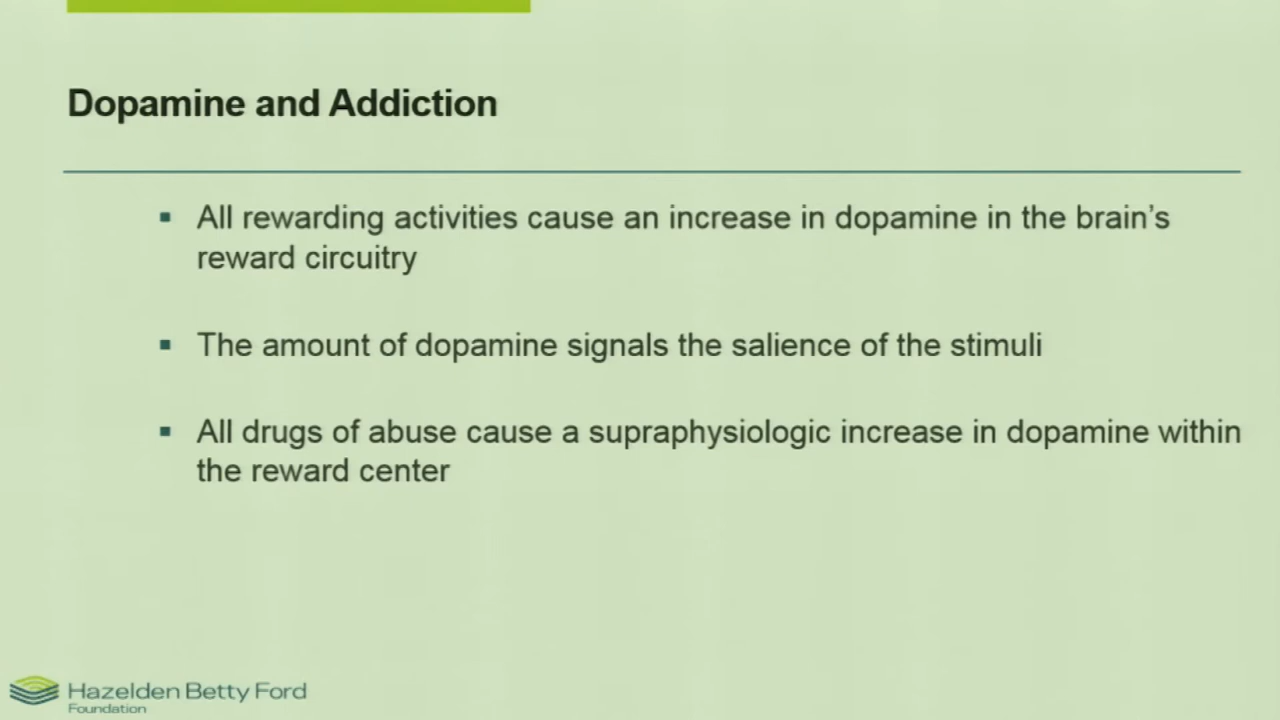 Dopamine and Addiction
▪ All rewarding activities cause an increase in dopamine in the brain’s
reward circuitry
▪ The amount of dopamine signals the salience of the stimuli
▪ All drugs of abuse cause a supraphysiologic increase in dopamine within
the reward center
Hazelden Betty Ford
Foundation